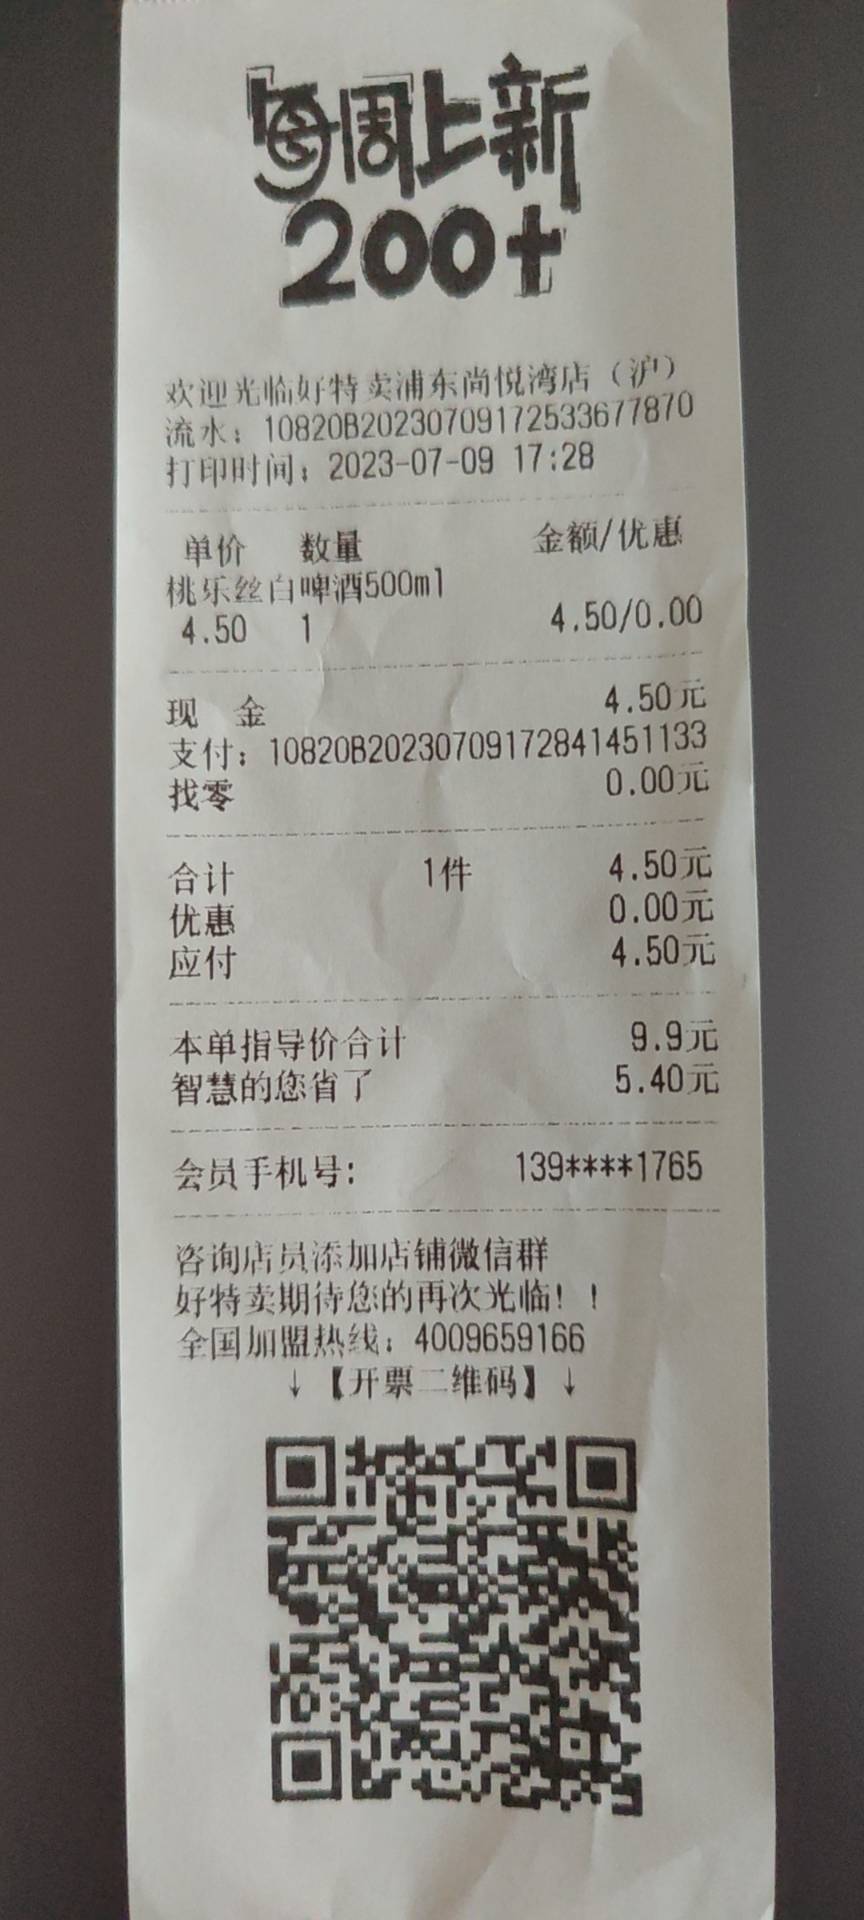 每周上新
200+
欢迎光临好特卖浦东尚悦湾店（沪）
流水：10820B20230709172533677870
打印时间：2023-07-09 17:28
单价 数量 金额/优惠
桃乐丝白啤酒500ml
4.50 1 4.50/0.00
现 金 4.50元
支付：10820B20230709172841451133
找零 0.00元
合计 1件 4.50元
优惠 0.00元
应付 4.50元
本单指导价合计 9.9元
智慧的您省了 5.40元
会员手机号: 139****1765
咨询店员添加店铺微信群
好特卖期待您的再次光临！！
全国加盟热线：4009659166
↓【开票二维码】↓